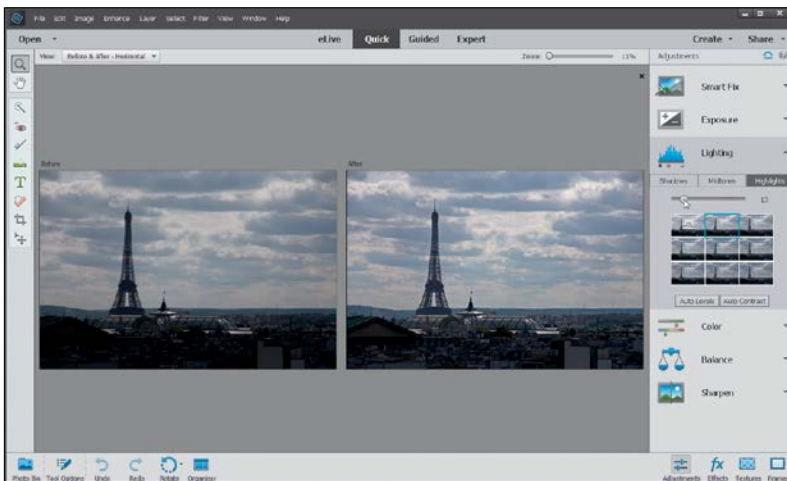 File Edit Image Enhance Layer Select Filter View Window Help
Open eLive Quick Guided Expert Create Share
View: Before & After - Horizontal Zoom: 11% Adjustments
Smart Fix
Exposure
Lighting
Before After
Shadows Midtones Highlights
T
Auto Levels Auto Contrast
Color
Balance
Sharpen
fx
Photo Bin Tool Options Undo Redo Rotate Organizer Adjustments Effects Textures Frames